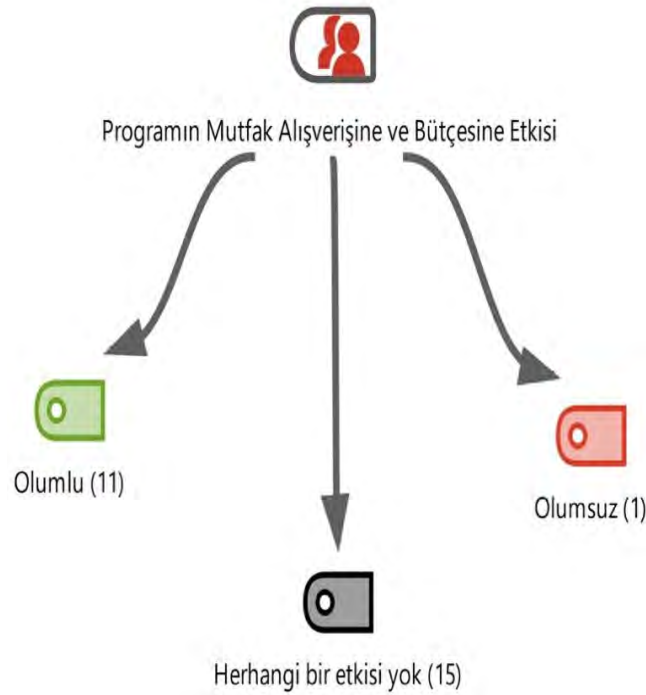 Programın Mutfak Alışverişine ve Bütçesine Etkisi
Olumlu (11)
Olumsuz (1)
Herhangi bir etkisi yok (15)